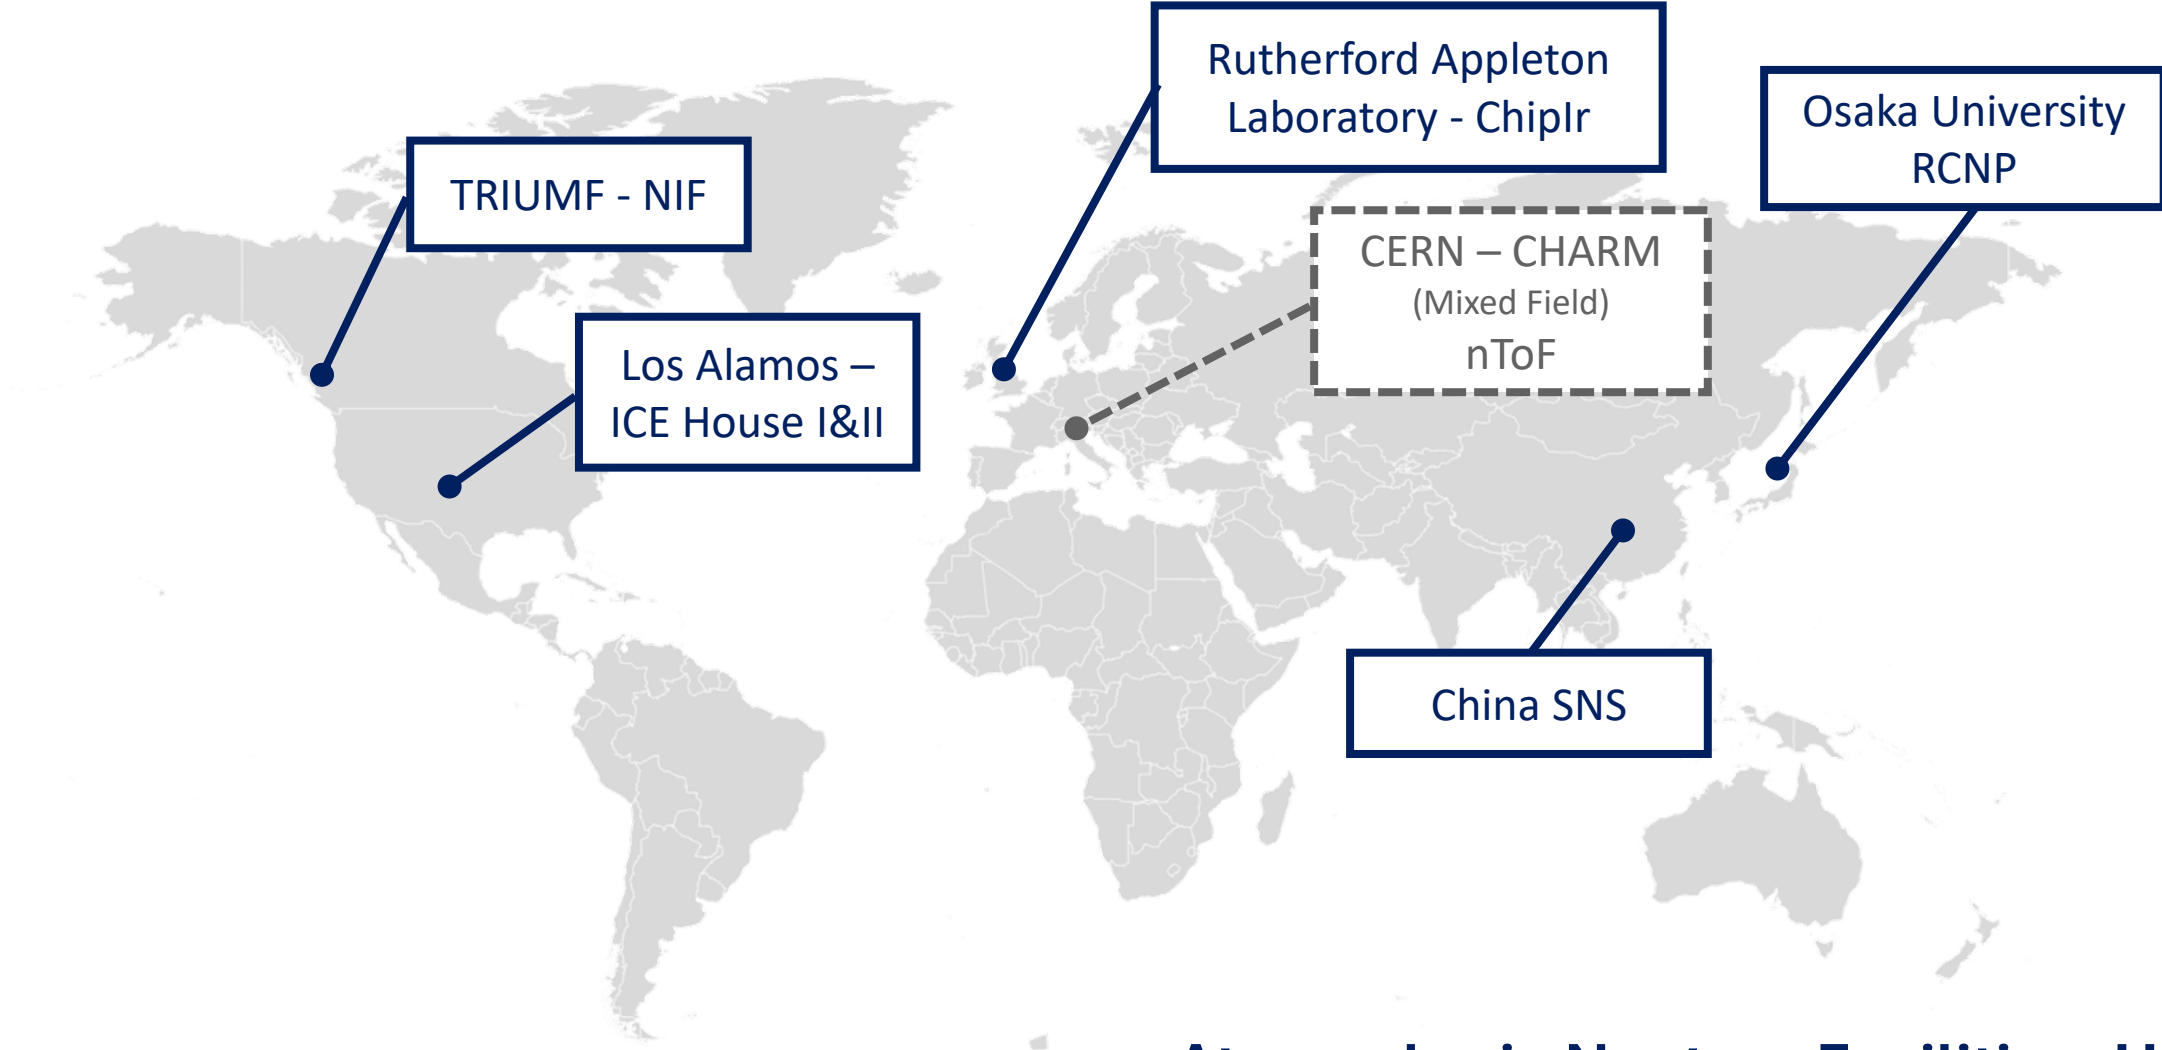 Rutherford Appleton
Laboratory - ChipIr
Osaka University
RCNP
TRIUMF - NIF
CERN – CHARM
(Mixed Field)
nToF
Los Alamos –
ICE House I&II
China SNS